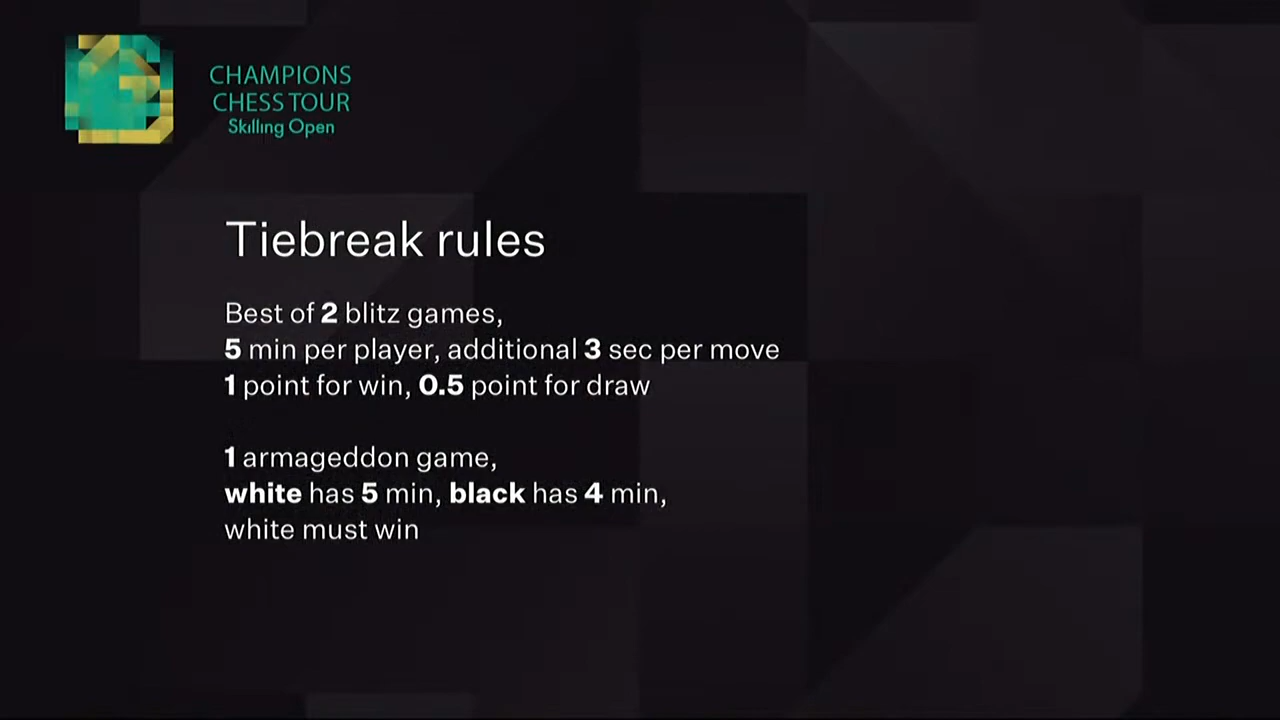 CHAMPIONS
CHESS TOUR
Skilling Open
Tiebreak rules
Best of 2 blitz games,
5 min per player, additional 3 sec per move
1 point for win, 0.5 point for draw
1 armageddon game,
white has 5 min, black has 4 min,
white must win